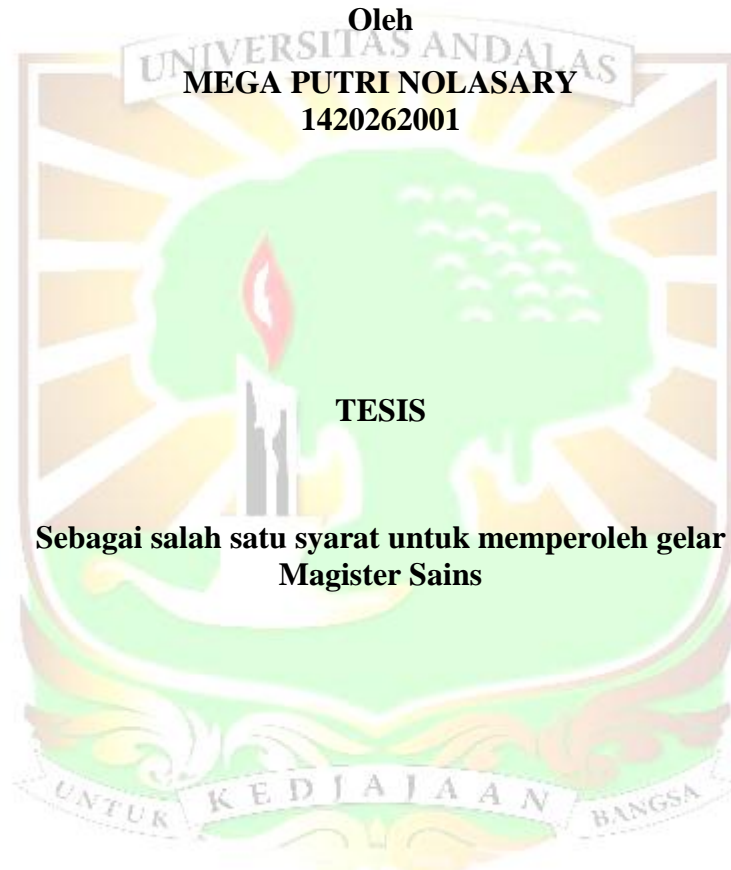 Oleh
UNIVERSITAS ANDALAS
MEGA PUTRI NOLASARY
1420262001
TESIS
Sebagai salah satu syarat untuk memperoleh gelar
Magister Sains
UNTUK KEDJAJAAN BANGSA